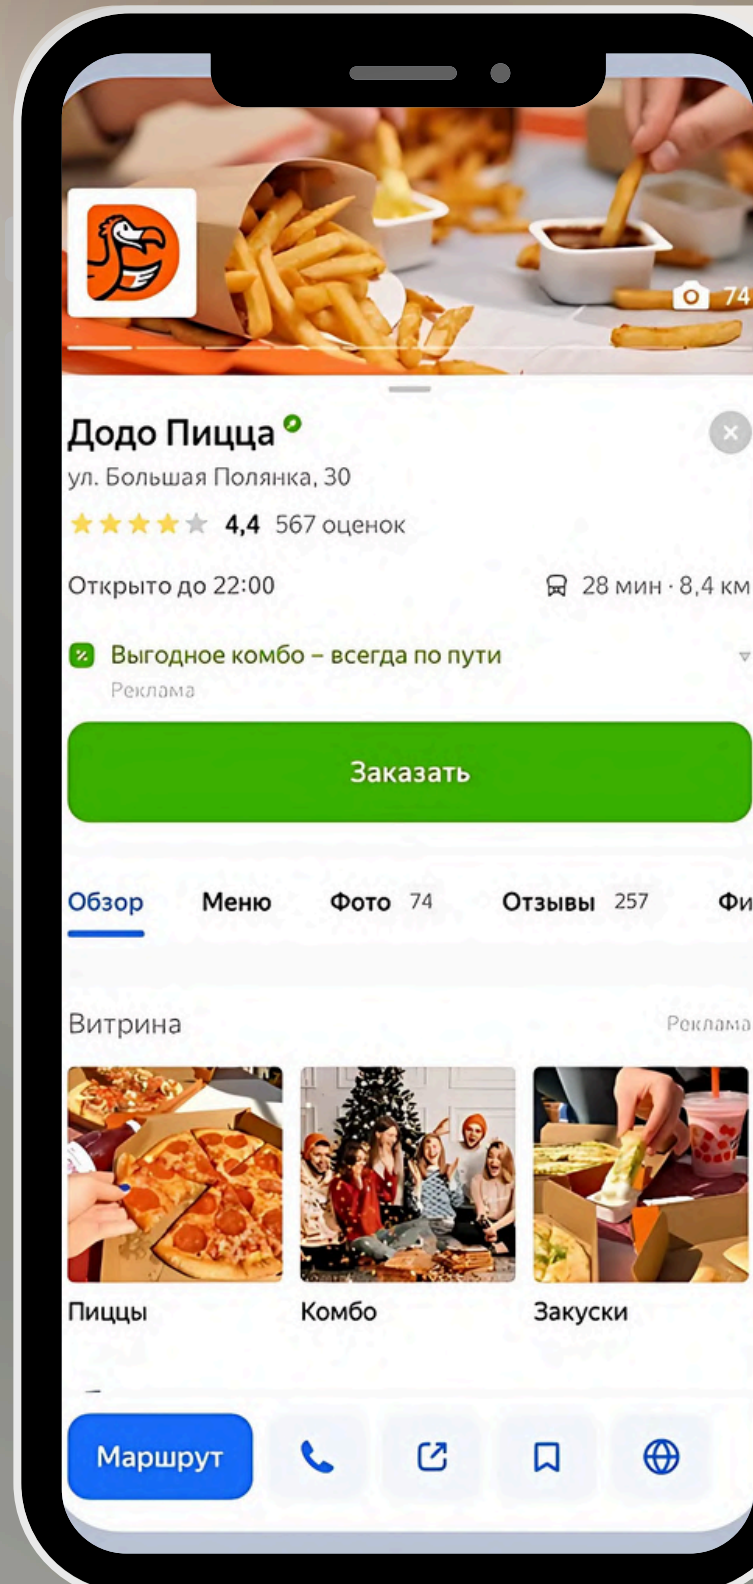 74
Додо Пицца
ул. Большая Полянка, 30
4,4 567 оценок
Открыто до 22:00 28 мин · 8,4 км
Выгодное комбо – всегда по пути
Реклама
Заказать
Обзор Меню Фото 74 Отзывы 257 Фи
Витрина Реклама
Пиццы Комбо Закуски
Маршрут